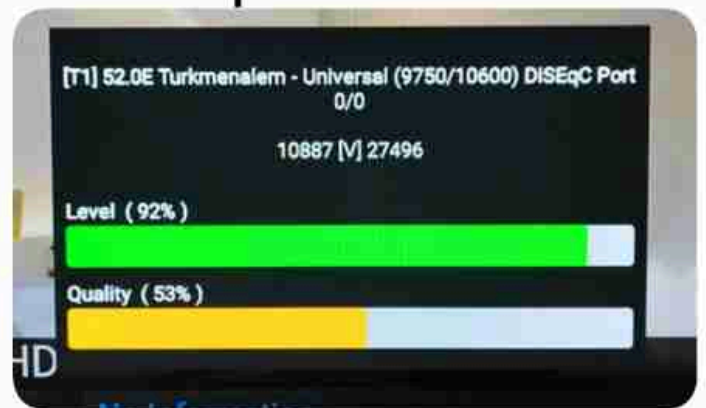 [T1] 52.0E Turkmenalem - Universal (9750/10600) DiSEqC Port
0/0
10887 [V] 27496
Level ( 92% )
Quality ( 53% )
HD